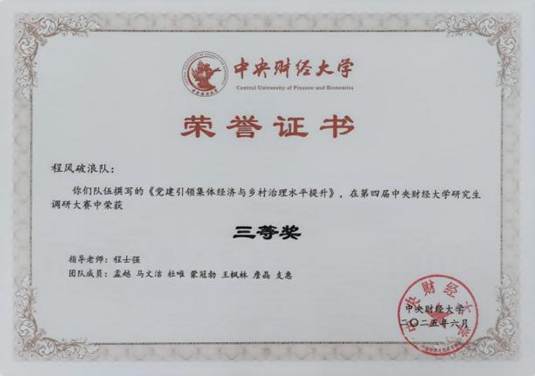 中央财经大学
Central University of Finance and Economics
荣誉证书
程风破浪队：
你们队伍撰写的《党建引领集体经济与乡村治理水平提升》，在第四届中央财经大学研究生
调研大赛中荣获
三等奖
指导老师：程士强
团队成员：孟越 马文洁 杜唯 蒙冠勃 王枫林 詹磊 支惠
中央财经大学
二〇二五年六月